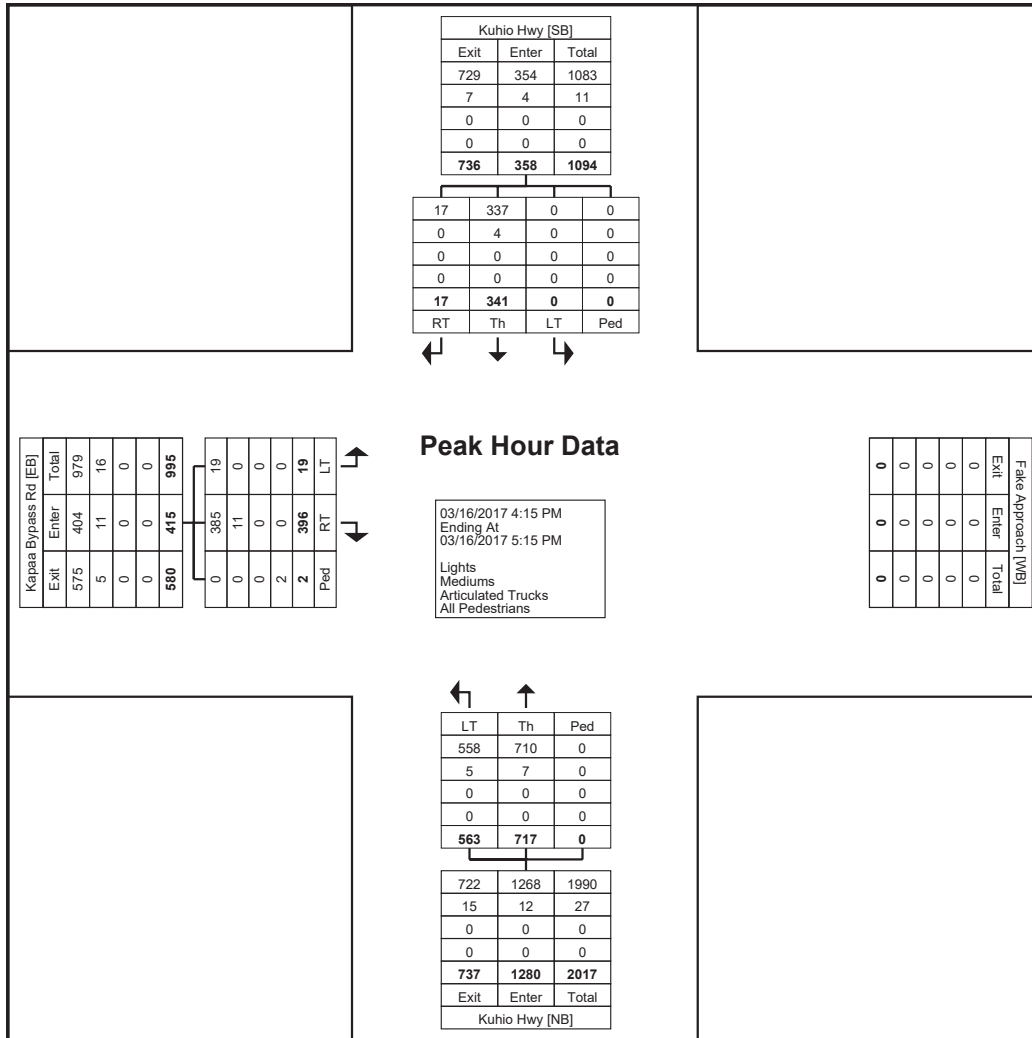 Kuhio Hwy [SB]
Exit Enter Total
729 354 1083
7 4 11
0 0 0
0 0 0
736 358 1094
17 337 0 0
0 4 0 0
0 0 0 0
0 0 0 0
17 341 0 0
RT Th LT Ped
Kapaa Bypass Rd [EB]
Exit Enter Total
575 404 979
5 11 16
0 0 0
0 0 0
580 415 995
0 385 19
0 11 0
0 0 0
2 0 0
2 396 19
Ped RT LT
Peak Hour Data
03/16/2017 4:15 PM
Ending At
03/16/2017 5:15 PM
Lights
Mediums
Articulated Trucks
All Pedestrians
Fake Approach [WB]
Exit Enter Total
0 0 0
0 0 0
0 0 0
0 0 0
0 0 0
LT Th Ped
558 710 0
5 7 0
0 0 0
0 0 0
563 717 0
722 1268 1990
15 12 27
0 0 0
0 0 0
737 1280 2017
Exit Enter Total
Kuhio Hwy [NB]